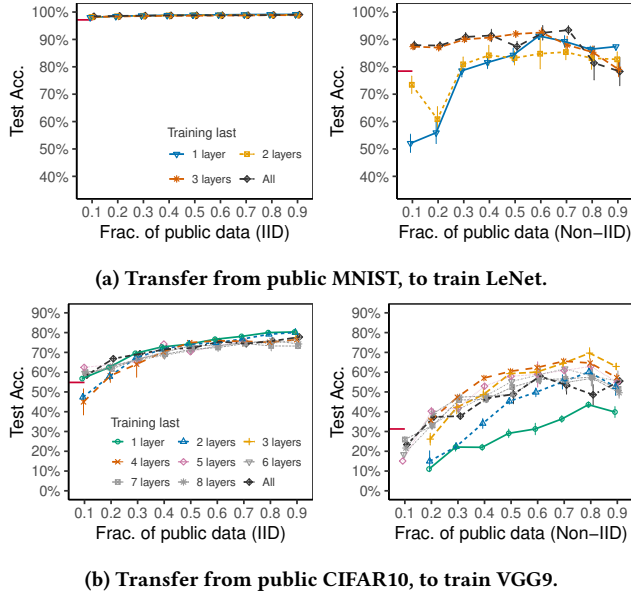 100%
90%
80%
70%
60%
50%
40%
Test Acc.
Training last
1 layer
2 layers
3 layers
All
0.1 0.2 0.3 0.4 0.5 0.6 0.7 0.8 0.9
Frac. of public data (IID)
100%
90%
80%
70%
60%
50%
40%
Test Acc.
0.1 0.2 0.3 0.4 0.5 0.6 0.7 0.8 0.9
Frac. of public data (Non−IID)
(a) Transfer from public MNIST, to train LeNet.
90%
80%
70%
60%
50%
40%
30%
20%
10%
0%
Test Acc.
Training last
1 layer 2 layers 3 layers
4 layers 5 layers 6 layers
7 layers 8 layers All
0.1 0.2 0.3 0.4 0.5 0.6 0.7 0.8 0.9
Frac. of public data (IID)
90%
80%
70%
60%
50%
40%
30%
20%
10%
0%
Test Acc.
0.1 0.2 0.3 0.4 0.5 0.6 0.7 0.8 0.9
Frac. of public data (Non−IID)
(b) Transfer from public CIFAR10, to train VGG9.